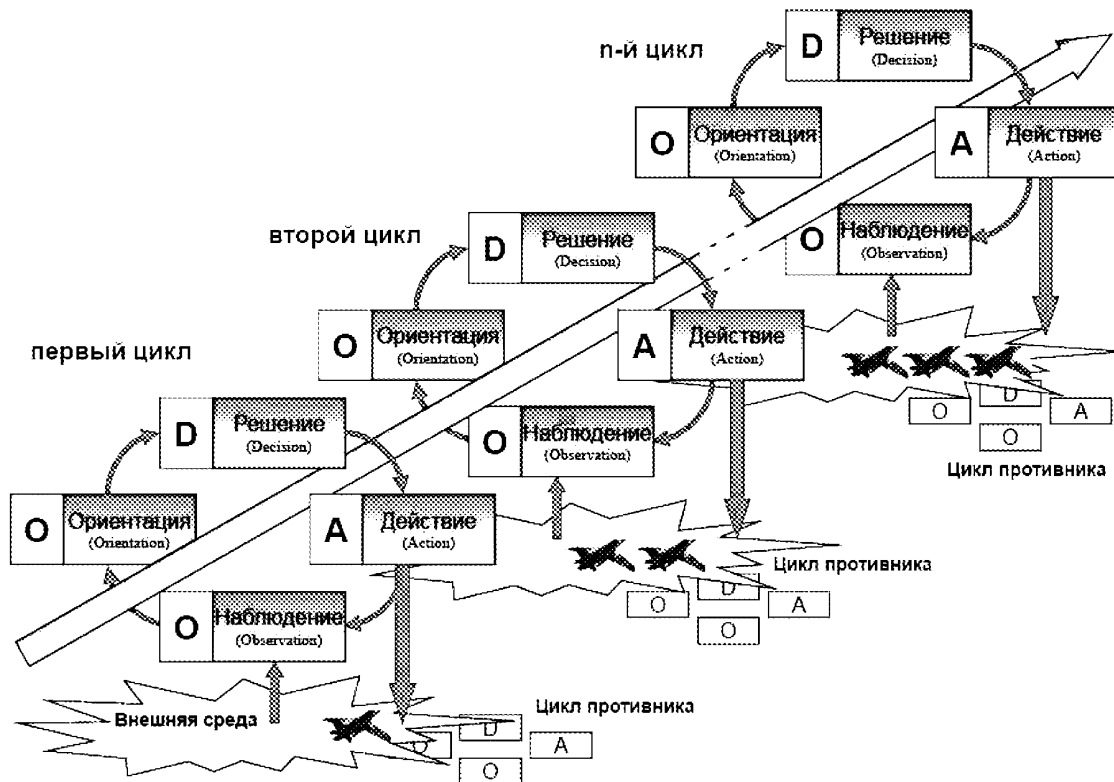 n-й цикл
D
Решение
(Decision)
O
Ориентация
(Orientation)
A
Действие
(Action)
O
Наблюдение
(Observation)
D
O
A
O
Цикл противника
второй цикл
D
Решение
(Decision)
O
Ориентация
(Orientation)
A
Действие
(Action)
O
Наблюдение
(Observation)
Цикл противника
D
O
A
O
первый цикл
D
Решение
(Decision)
O
Ориентация
(Orientation)
A
Действие
(Action)
O
Наблюдение
(Observation)
Внешняя среда
Цикл противника
D
A
O